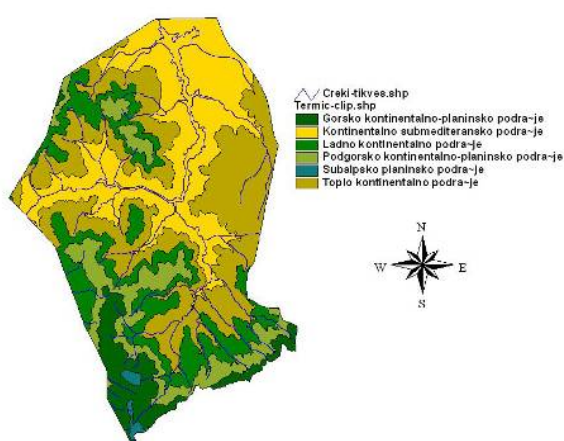 Creki-tikves.shp
Termic-clip.shp
Gorsko kontinentalno-planinsko podra~je
Kontinentalno submediteransko podra~je
Ladno kontinentalno podra~je
Podgorsko kontinentalno-planinsko podra~je
Subalpsko planinsko podra~je
Toplo kontinentalno podra~je
N
W E
S